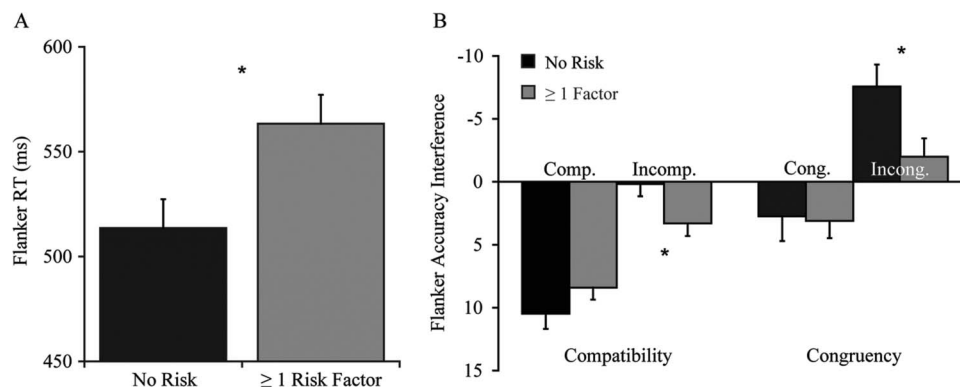 A
600
*
550
Flanker RT (ms)
500
450
No Risk
≥ 1 Risk Factor
B
-10
No Risk
*
≥ 1 Factor
-5
Comp.
Incomp.
Cong.
Incong.
0
Flanker Accuracy Interference
5
*
10
15
Compatibility
Congruency